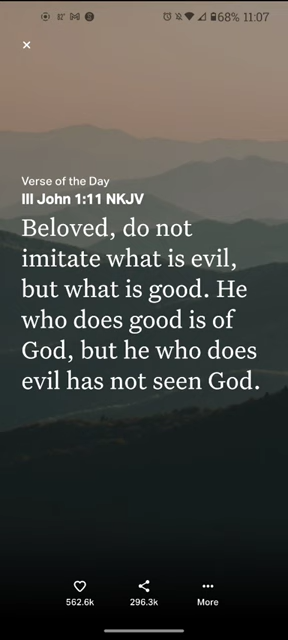 82° 68% 11:07
Verse of the Day
III John 1:11 NKJV
Beloved, do not
imitate what is evil,
but what is good. He
who does good is of
God, but he who does
evil has not seen God.
562.6k 296.3k More